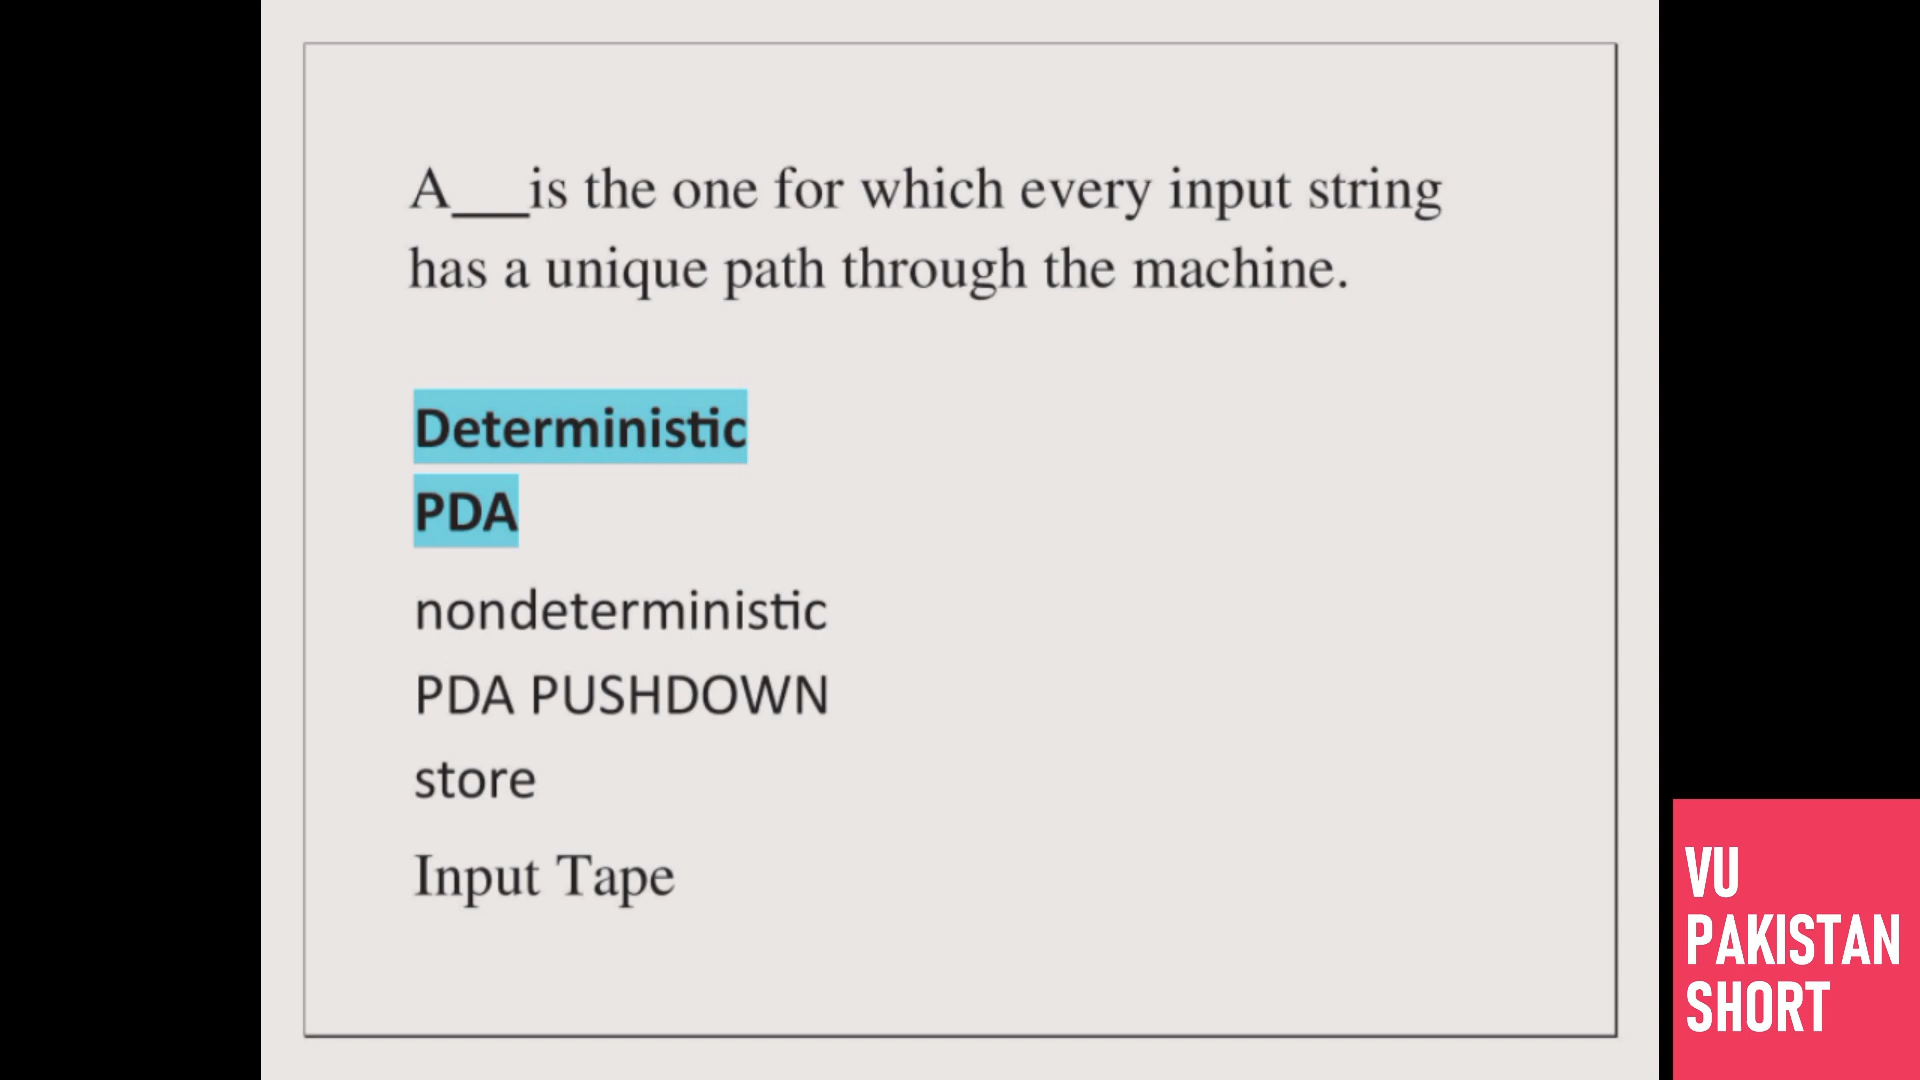 A___is the one for which every input string
has a unique path through the machine.
Deterministic
PDA
nondeterministic
PDA PUSHDOWN
store
Input Tape
VU
PAKISTAN
SHORT